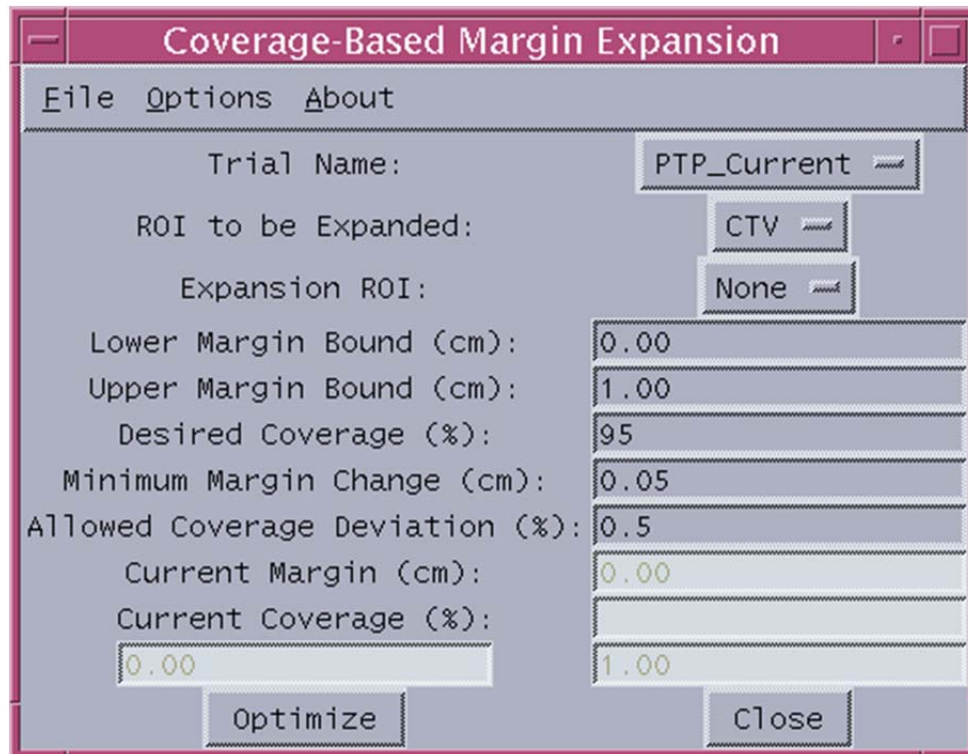 Coverage-Based Margin Expansion
File Options About
Trial Name: PTP_Current
ROI to be Expanded: CTV
Expansion ROI: None
Lower Margin Bound (cm): 0.00
Upper Margin Bound (cm): 1.00
Desired Coverage (%): 95
Minimum Margin Change (cm): 0.05
Allowed Coverage Deviation (%): 0.5
Current Margin (cm): 0.00
Current Coverage (%):
0.00 1.00
Optimize Close